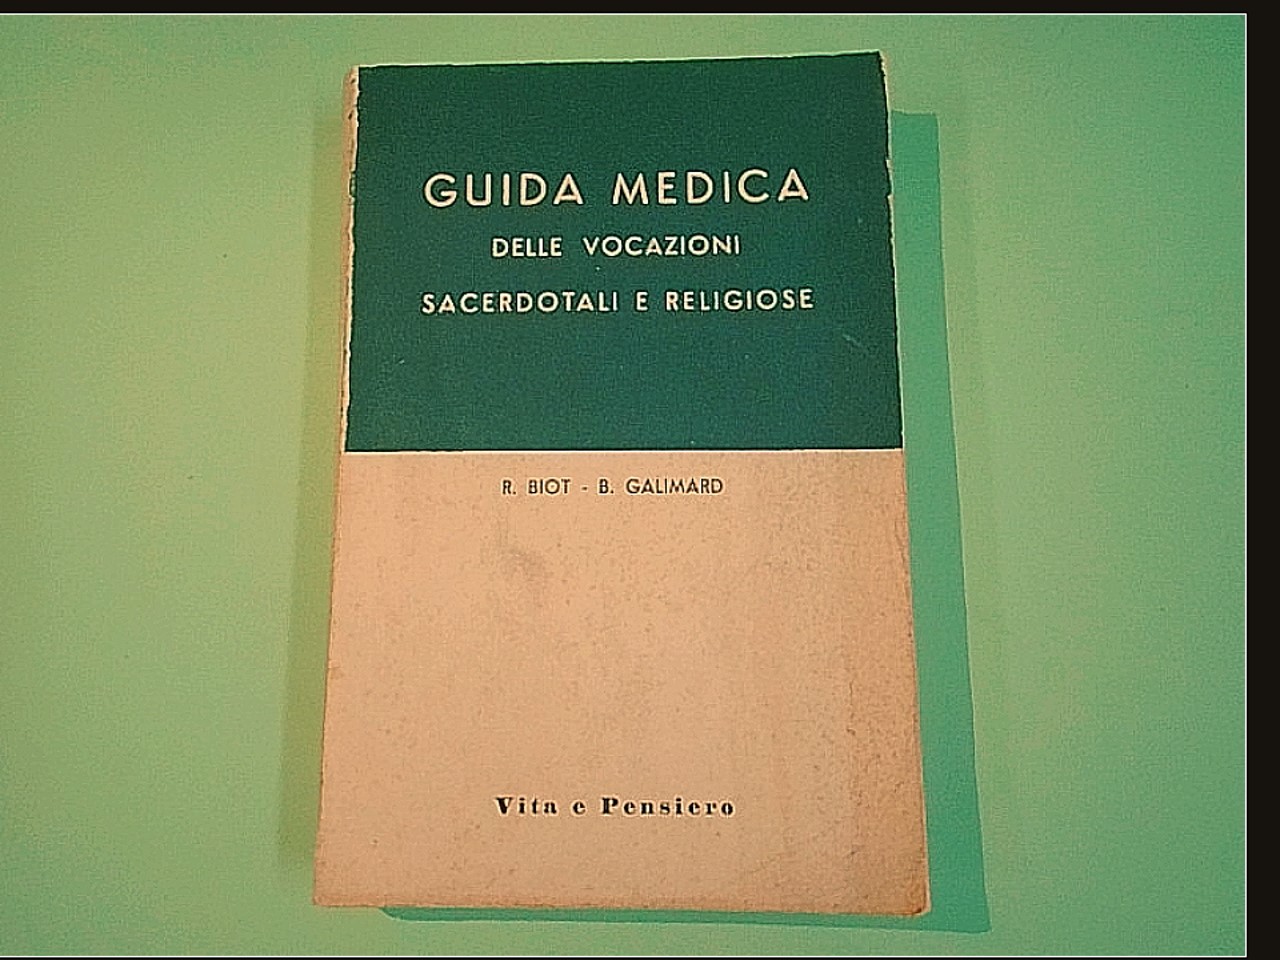 GUIDA MEDICA
DELLE VOCAZIONI
SACERDOTALI E RELIGIOSE
R. BIOT - B. GALIMARD
Vita e Pensiero